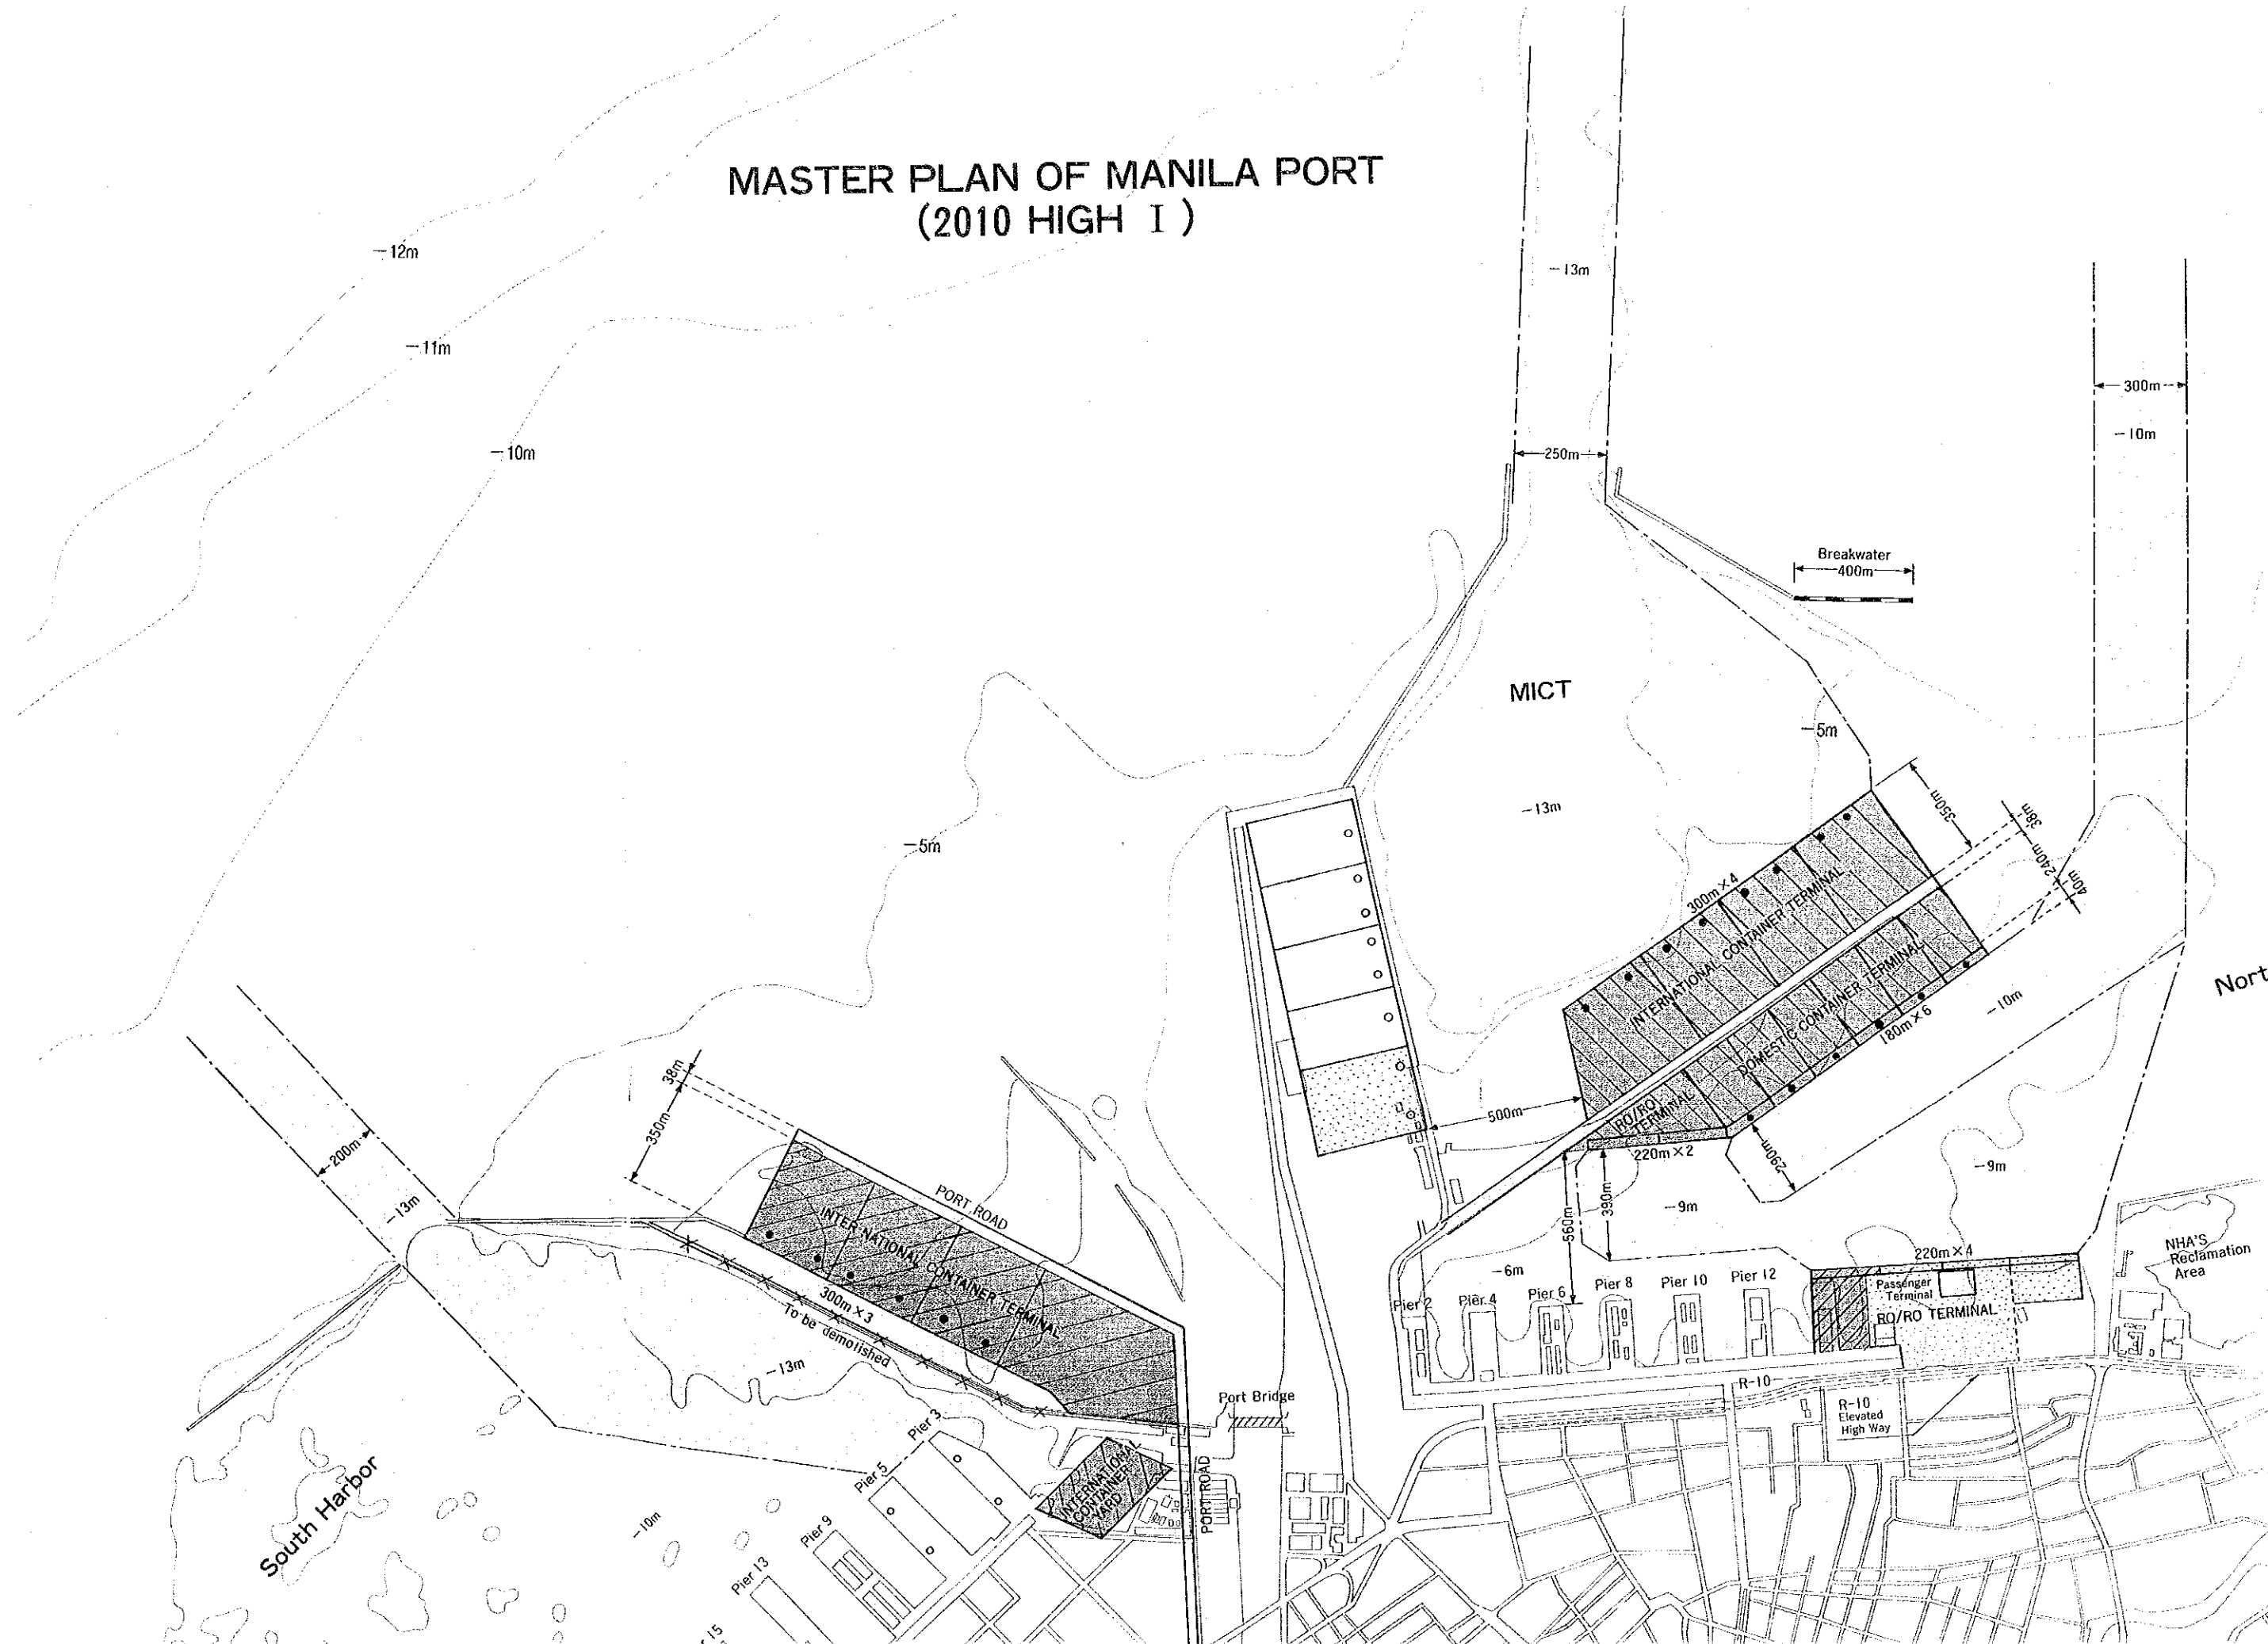 MASTER PLAN OF MANILA PORT
(2010 HIGH I)
-12m
-11m
-10m
-13m
300m
-10m
250m
Breakwater
400m
MICT
-5m
-13m
-5m
350m
38m
240m
40m
300m×4
INTERNATIONAL CONTAINER TERMINAL
DOMESTIC CONTAINER TERMINAL
180m×6
-10m
Nort
RO/RO
TERMINAL
220m×2
500m
290m
390m
560m
-9m
-9m
-6m
38m
350m
200m
-13m
PORT ROAD
INTERNATIONAL CONTAINER TERMINAL
300m×3
To be demolished
-13m
Pier 2
Pier 4
Pier 6
Pier 8
Pier 10
Pier 12
220m×4
Passenger
Terminal
RO/RO TERMINAL
NHA'S
Reclamation
Area
R-10
R-10
Elevated
High Way
Port Bridge
PORT ROAD
INTERNATIONAL
CONTAINER
YARD
Pier 3
Pier 5
Pier 9
Pier 13
15
-10m
South Harbor